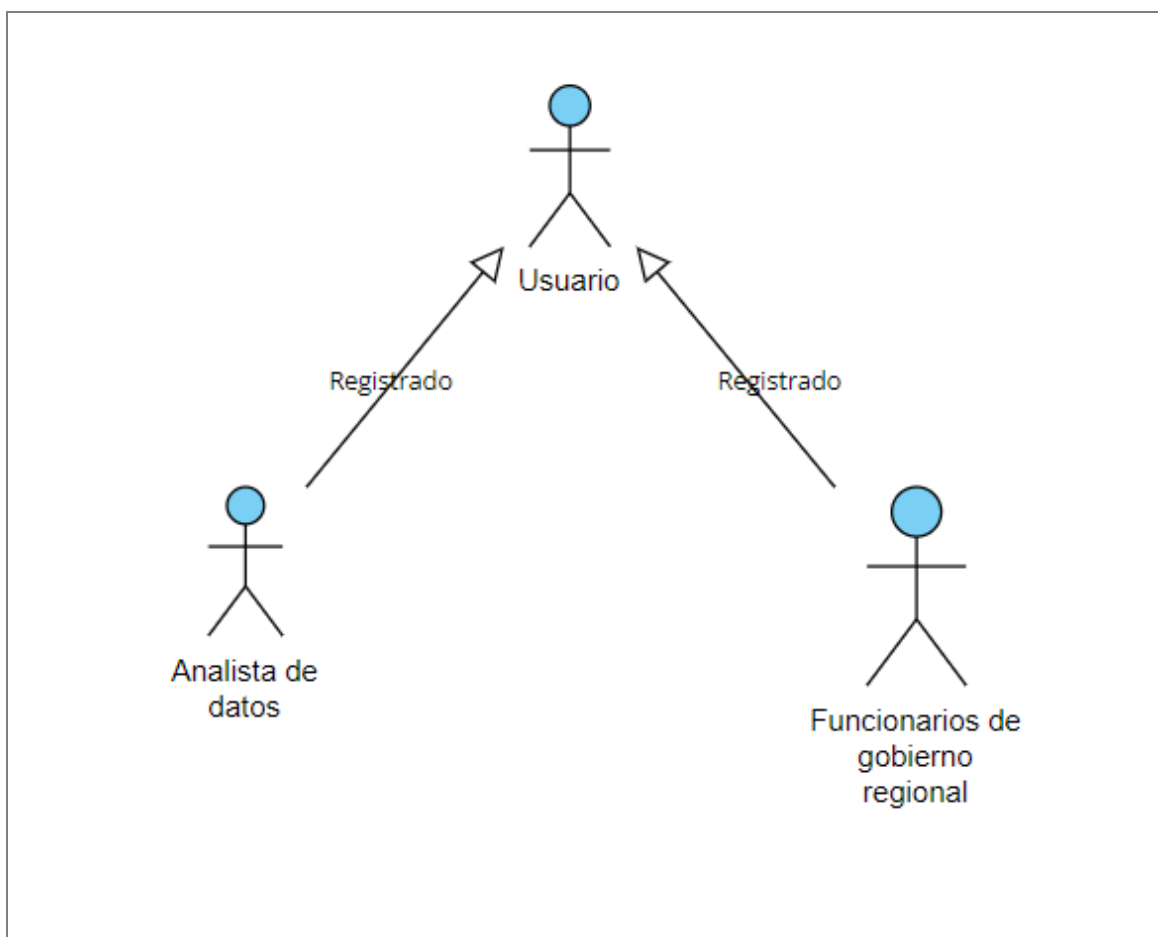 Usuario
Registrado
Registrado
Analista de
datos
Funcionarios de
gobierno
regional